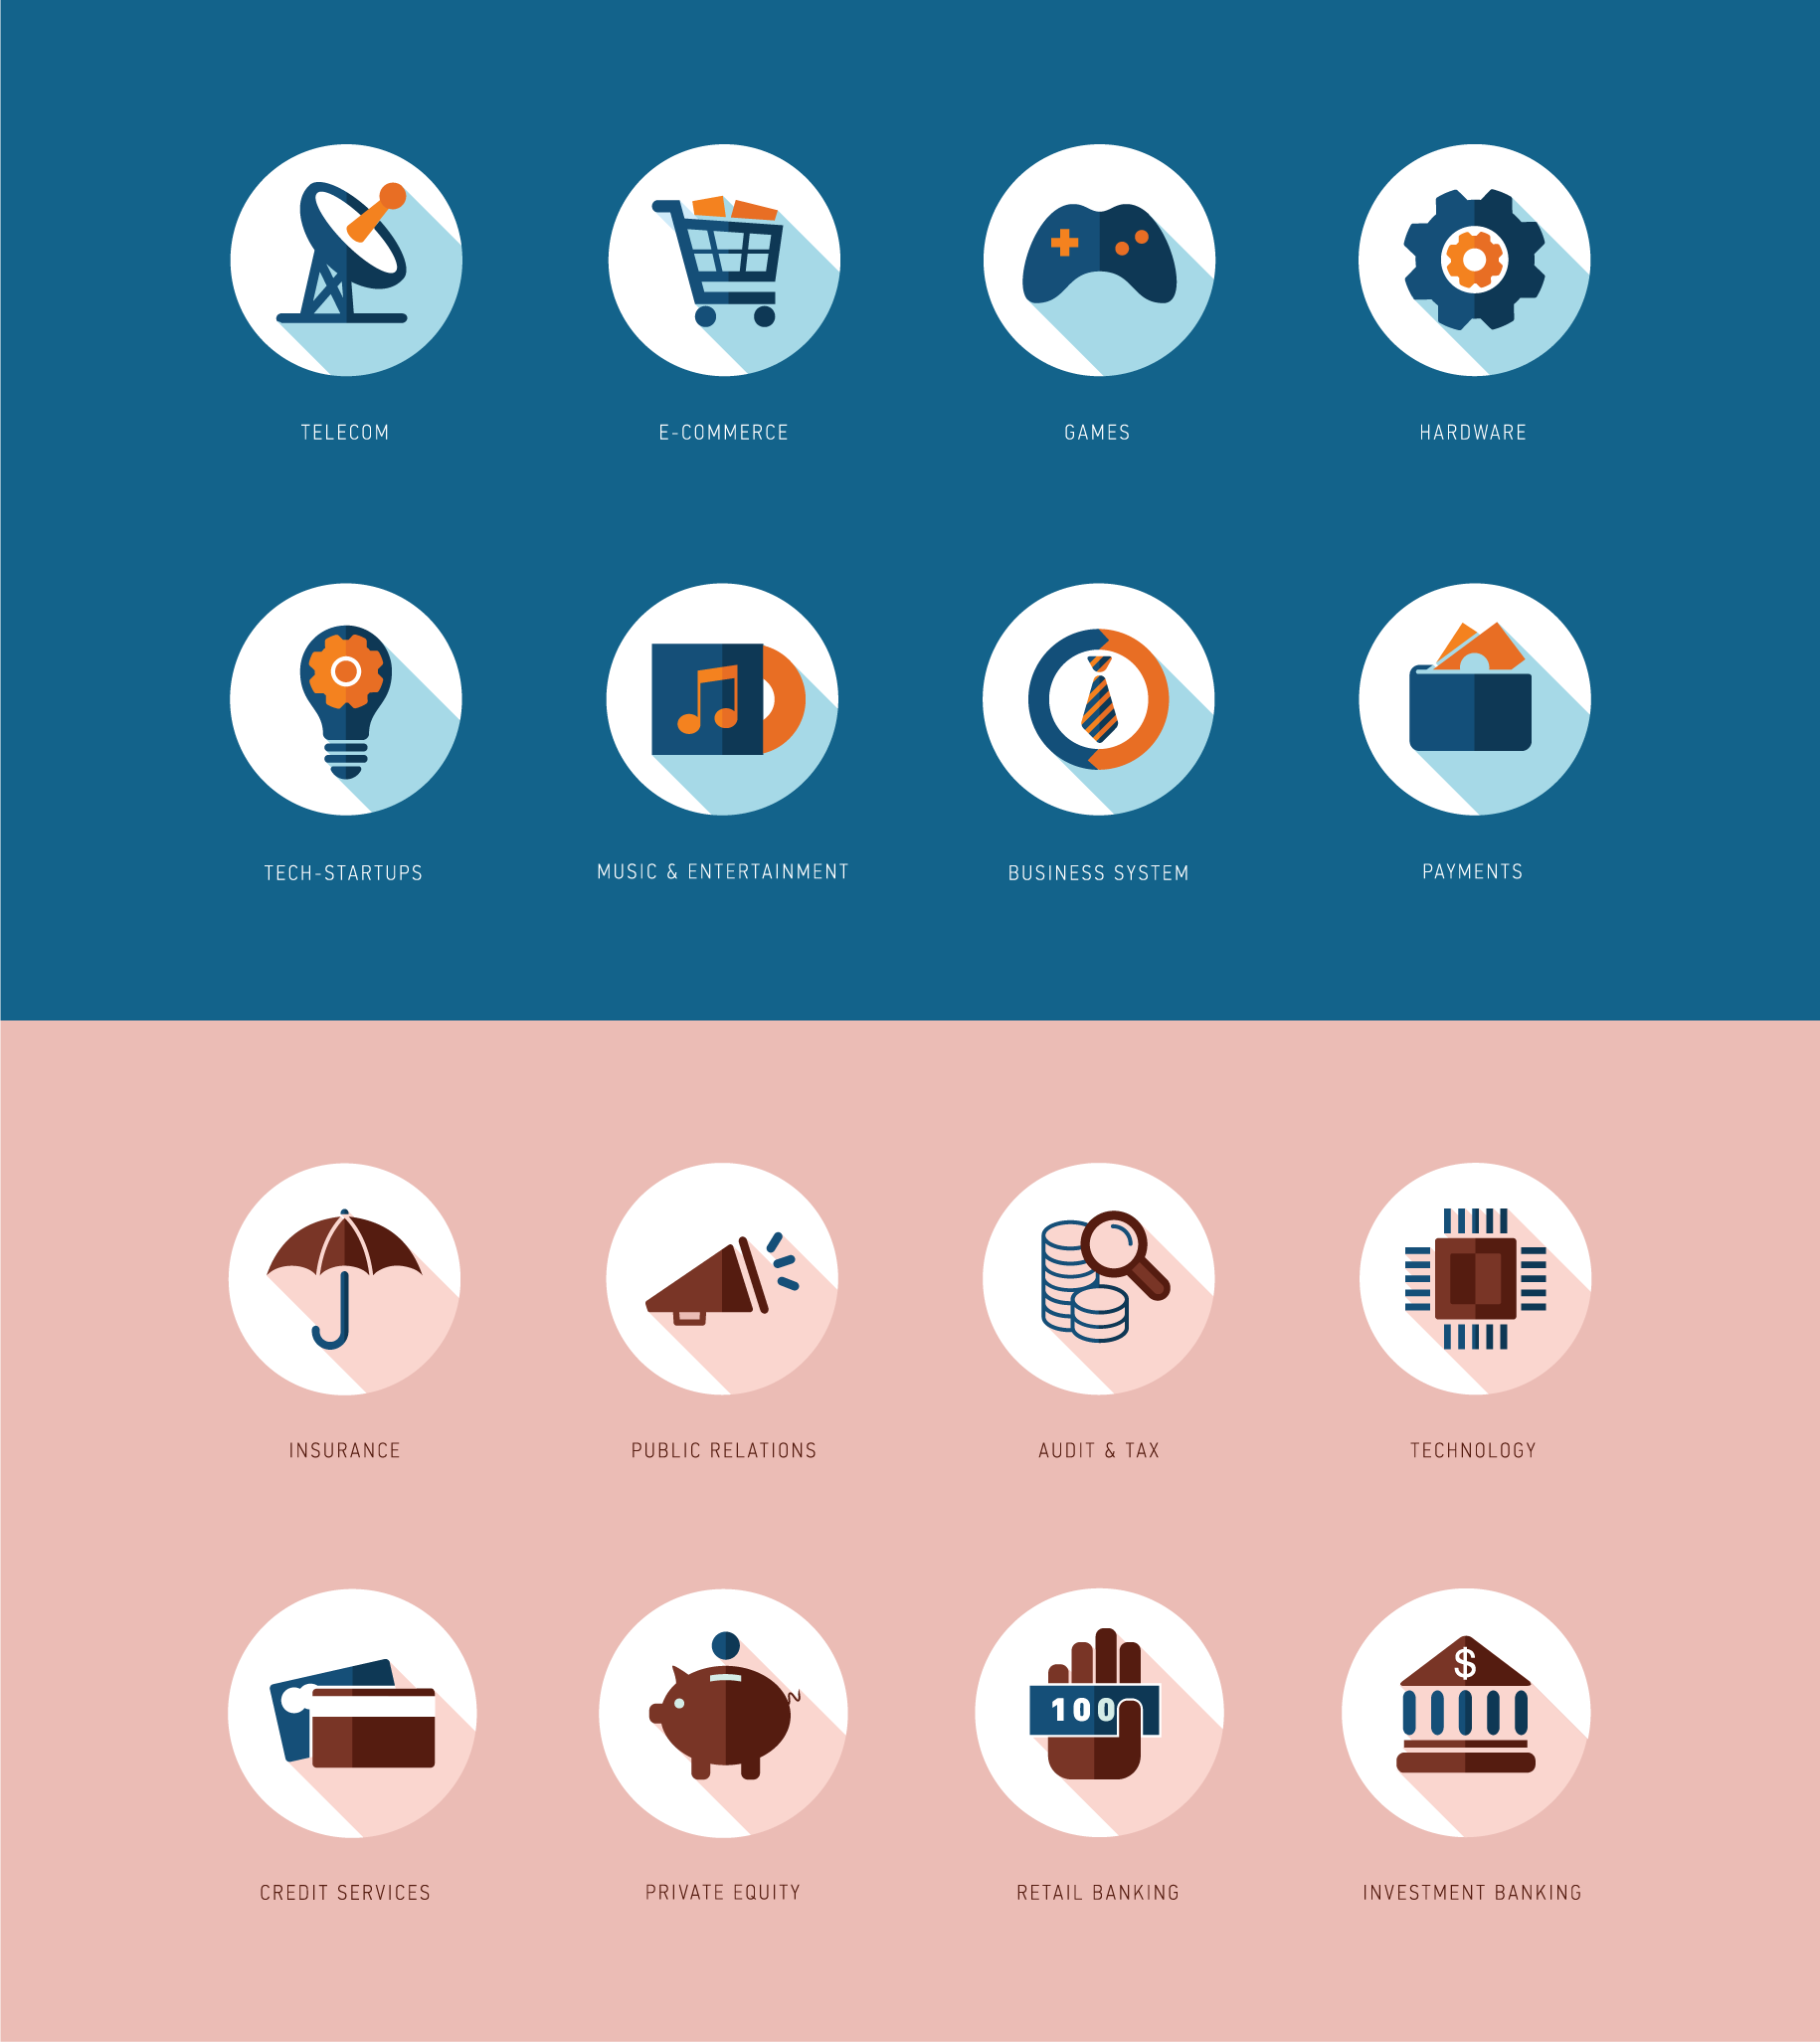 TELECOM
E-COMMERCE
GAMES
HARDWARE
TECH-STARTUPS
MUSIC & ENTERTAINMENT
BUSINESS SYSTEM
PAYMENTS
INSURANCE
PUBLIC RELATIONS
AUDIT & TAX
TECHNOLOGY
100
$
CREDIT SERVICES
PRIVATE EQUITY
RETAIL BANKING
INVESTMENT BANKING